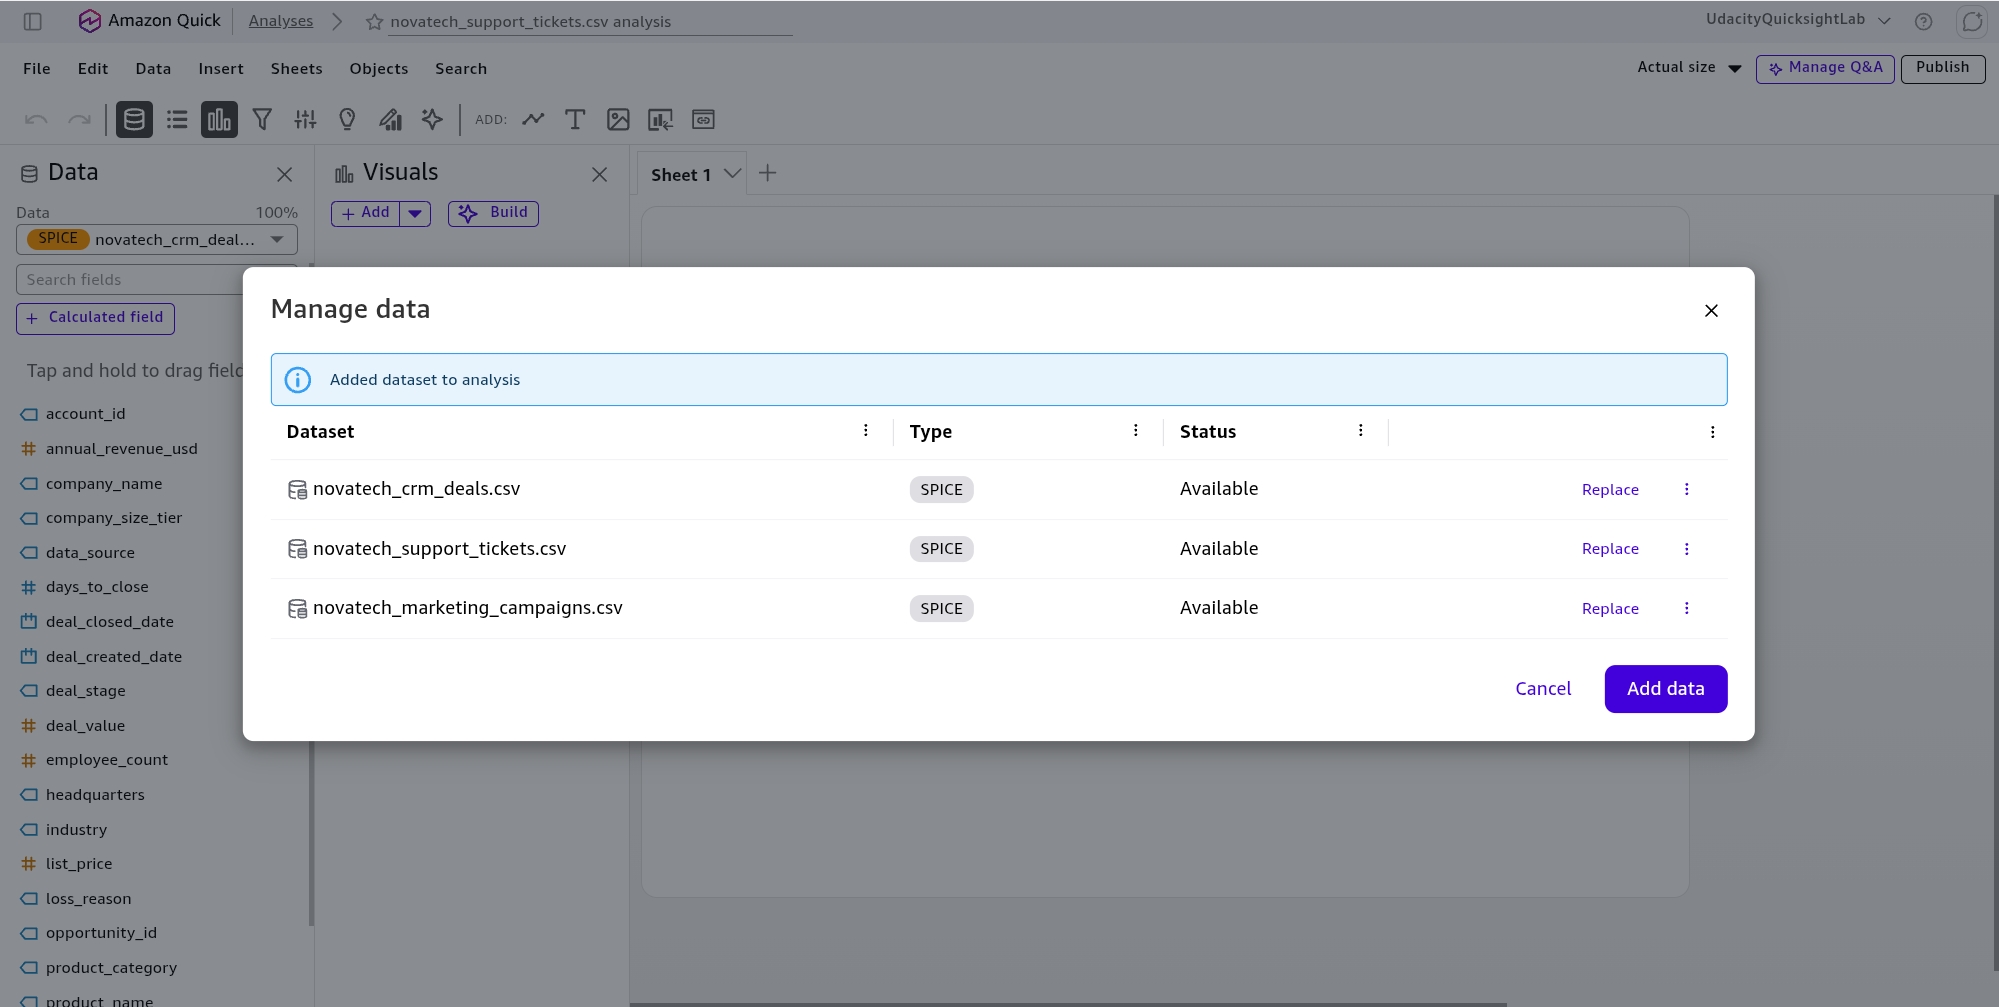 Amazon Quick
Analyses
novatech_support_tickets.csv analysis
UdacityQuicksightLab
File Edit Data Insert Sheets Objects Search
Actual size
Manage Q&A
Publish
ADD:
Data
Visuals
Sheet 1
Data 100%
SPICE novatech_crm_deal...
Add
Build
Search fields
Calculated field
Tap and hold to drag field
account_id
annual_revenue_usd
company_name
company_size_tier
data_source
days_to_close
deal_closed_date
deal_created_date
deal_stage
deal_value
employee_count
headquarters
industry
list_price
loss_reason
opportunity_id
product_category
product_name
Manage data
Added dataset to analysis
Dataset Type Status
novatech_crm_deals.csv SPICE Available Replace
novatech_support_tickets.csv SPICE Available Replace
novatech_marketing_campaigns.csv SPICE Available Replace
Cancel Add data